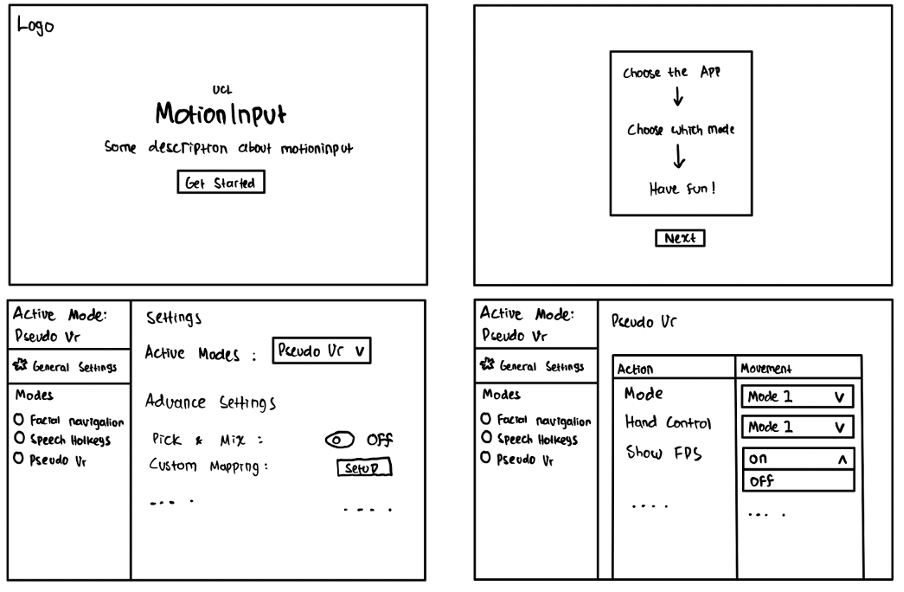 Logo
UCL
MotionInput
Some description about motioninput
Get Started
Choose the App
Choose which mode
Have fun!
Next
Active Mode:
Pseudo Vr
General Settings
Modes
Facial navigation
Speech Hotkeys
Pseudo Vr
Settings
Active Modes : Pseudo Vr v
Advance Settings
Pick & Mix : OFF
Custom Mapping : Setup
... .
. . . .
Active Mode:
Pseudo Vr
General Settings
Modes
Facial navigation
Speech Hotkeys
Pseudo Vr
Pseudo Vr
Action Movement
Mode Mode 1 v
Hand Control Mode 1 v
Show FPS on ʌ
OFF
. . . . ... .